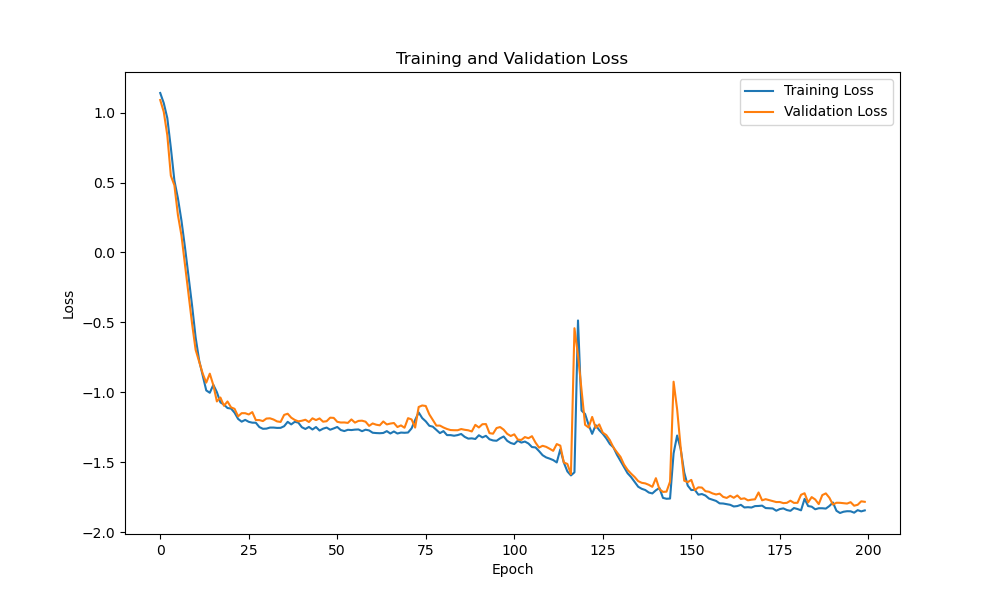 Training and Validation Loss
Training Loss
Validation Loss
1.0
0.5
0.0
−0.5
−1.0
−1.5
−2.0
Loss
0 25 50 75 100 125 150 175 200
Epoch